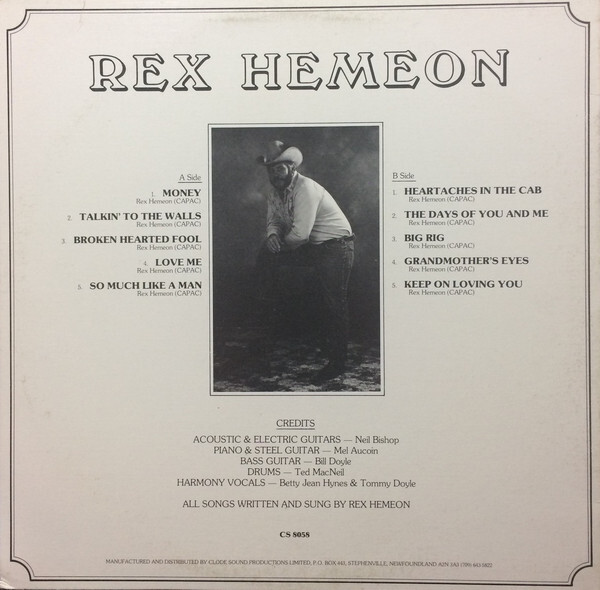 REX HEMEON
A Side
1. MONEY
Rex Hemeon (CAPAC)
2. TALKIN' TO THE WALLS
Rex Hemeon (CAPAC)
3. BROKEN HEARTED FOOL
Rex Hemeon (CAPAC)
4. LOVE ME
Rex Hemeon (CAPAC)
5. SO MUCH LIKE A MAN
Rex Hemeon (CAPAC)
B Side
1. HEARTACHES IN THE CAB
Rex Hemeon (CAPAC)
2. THE DAYS OF YOU AND ME
Rex Hemeon (CAPAC)
3. BIG RIG
Rex Hemeon (CAPAC)
4. GRANDMOTHER'S EYES
Rex Hemeon (CAPAC)
5. KEEP ON LOVING YOU
Rex Hemeon (CAPAC)
CREDITS
ACOUSTIC & ELECTRIC GUITARS — Neil Bishop
PIANO & STEEL GUITAR — Mel Aucoin
BASS GUITAR — Bill Doyle
DRUMS — Ted MacNeil
HARMONY VOCALS — Betty Jean Hynes & Tommy Doyle
ALL SONGS WRITTEN AND SUNG BY REX HEMEON
CS 8058
MANUFACTURED AND DISTRIBUTED BY CLODE SOUND PRODUCTIONS LIMITED, P.O. BOX STEPHENVILLE, NEWFOUNDLAND A2N (709)